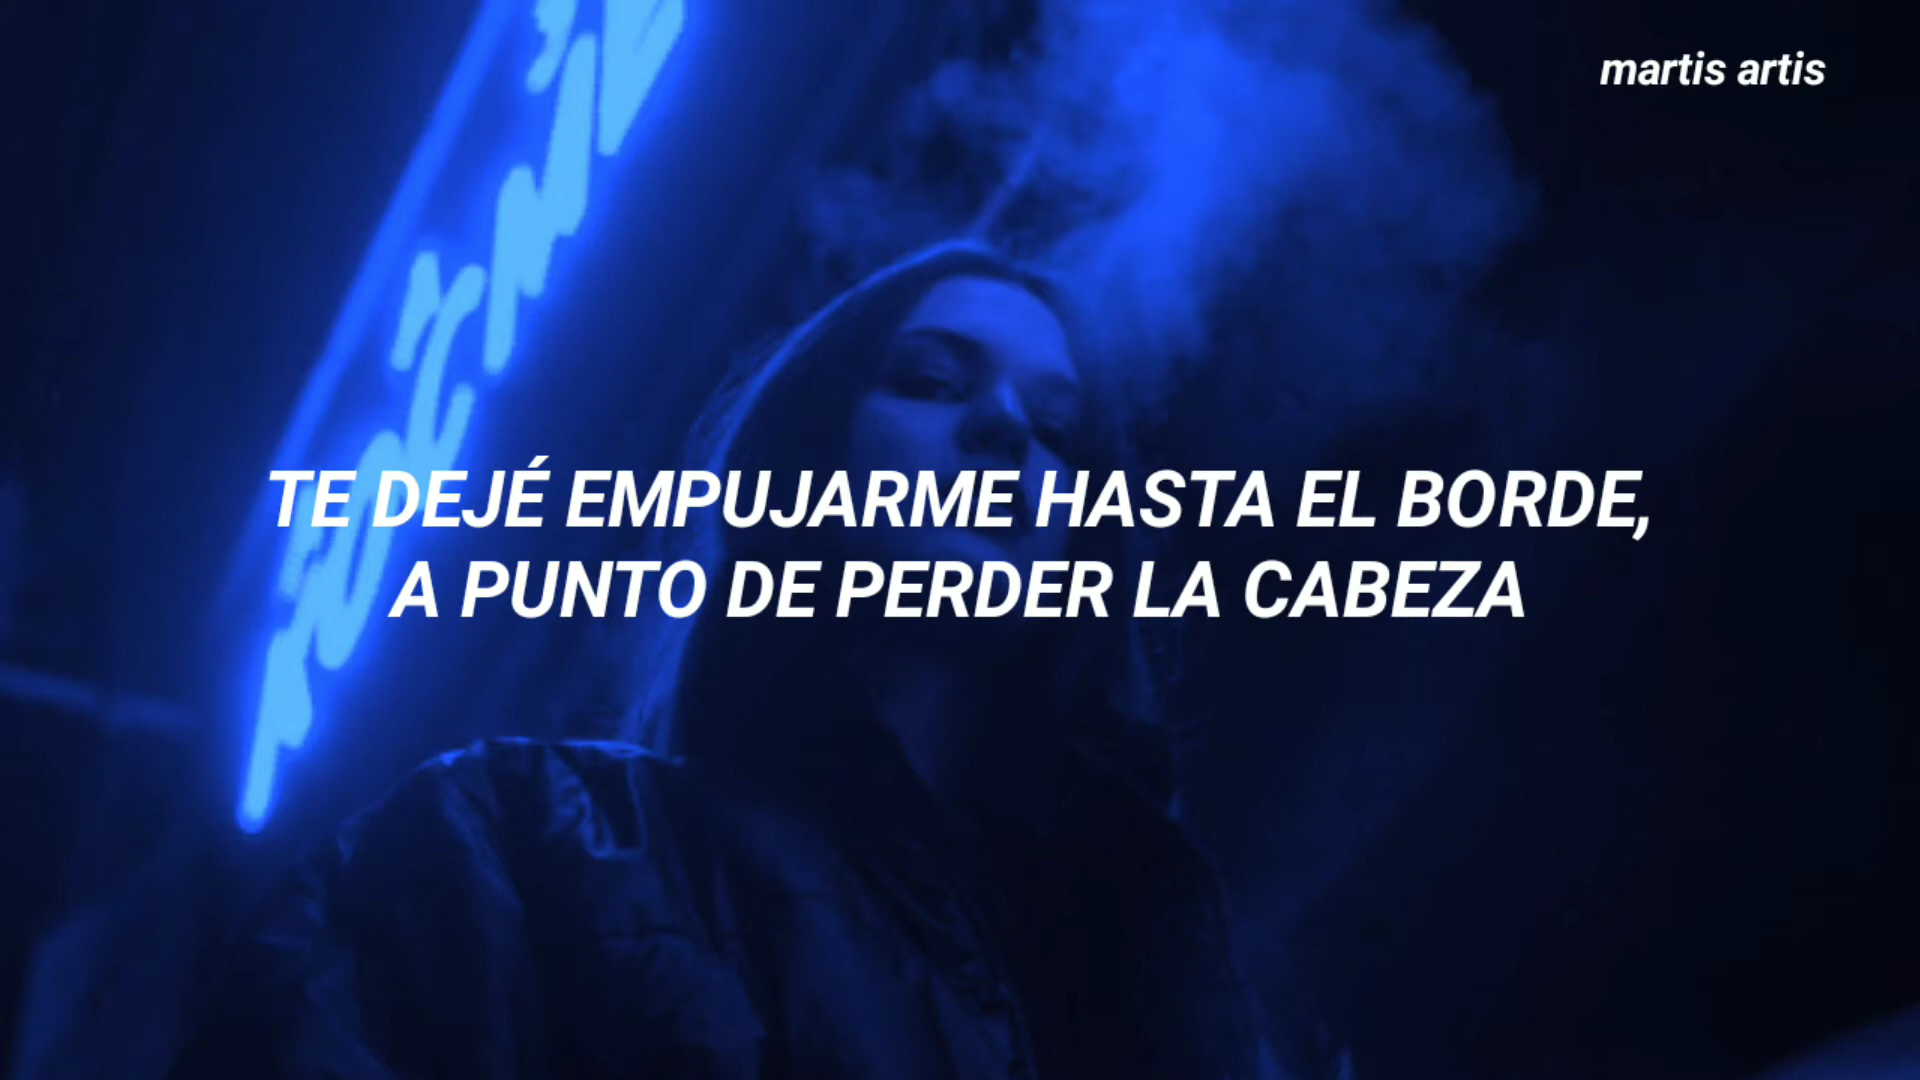 martis artis
TE DEJÉ EMPUJARME HASTA EL BORDE,
A PUNTO DE PERDER LA CABEZA